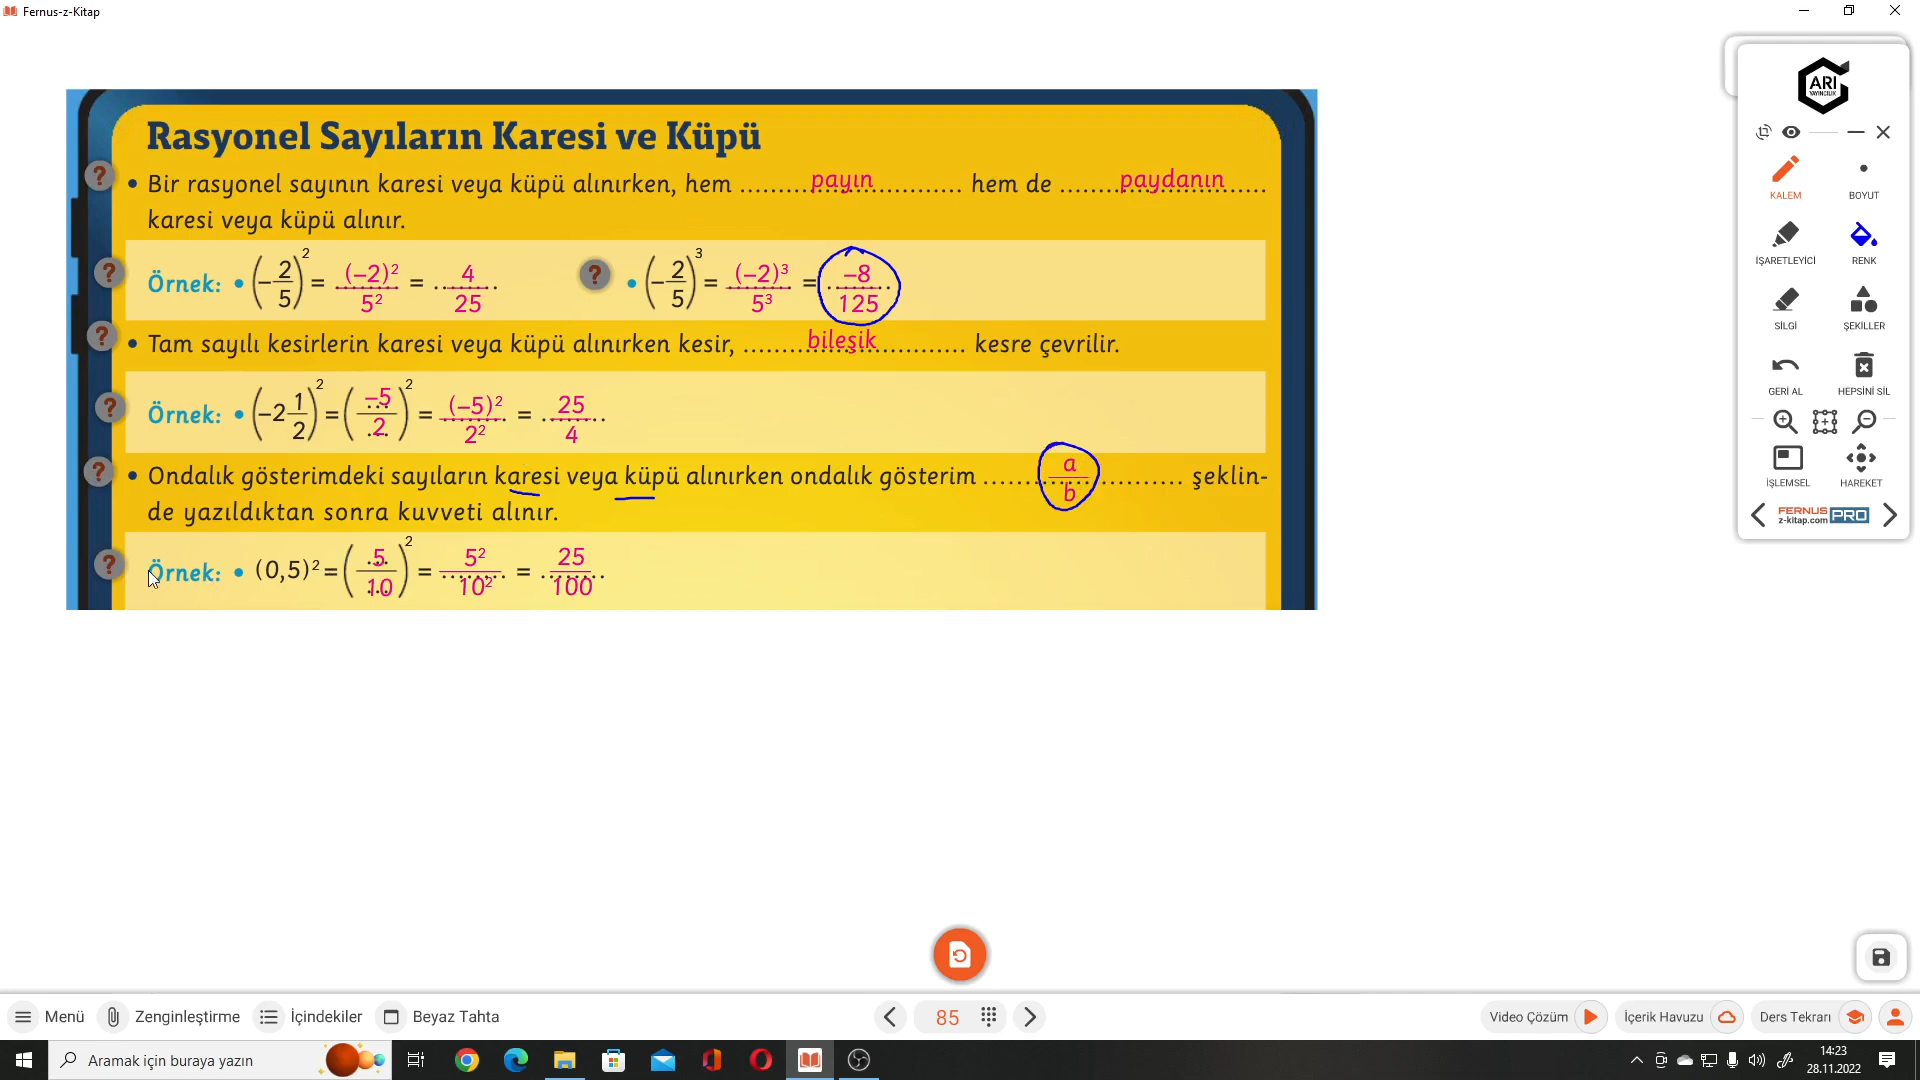 Fernus-z-Kitap
Rasyonel Sayıların Karesi ve Küpü
? • Bir rasyonel sayının karesi veya küpü alınırken, hem ......payın...... hem de ......paydanın......
karesi veya küpü alınır.
? Örnek: • (−2/5)² = (−2)²/5² = 4/25 ? • (−2/5)³ = (−2)³/5³ = −8/125
? • Tam sayılı kesirlerin karesi veya küpü alınırken kesir, ......bileşik...... kesre çevrilir.
? Örnek: • (−2 1/2)² = (−5/2)² = (−5)²/2² = 25/4
? • Ondalık gösterimdeki sayıların karesi veya küpü alınırken ondalık gösterim ......a/b...... şeklin-
de yazıldıktan sonra kuvveti alınır.
? Örnek: • (0,5)² = (5/10)² = 5²/10² = 25/100
ARI
YAYINCILIK
KALEM BOYUT
İŞARETLEYİCİ RENK
SİLGİ ŞEKİLLER
GERİ AL HEPSİNİ SİL
İŞLEMSEL HAREKET
FERNUS
z-kitap.com PRO
Menü Zenginleştirme İçindekiler Beyaz Tahta 85 Video Çözüm İçerik Havuzu Ders Tekrarı
Aramak için buraya yazın 14:23
28.11.2022